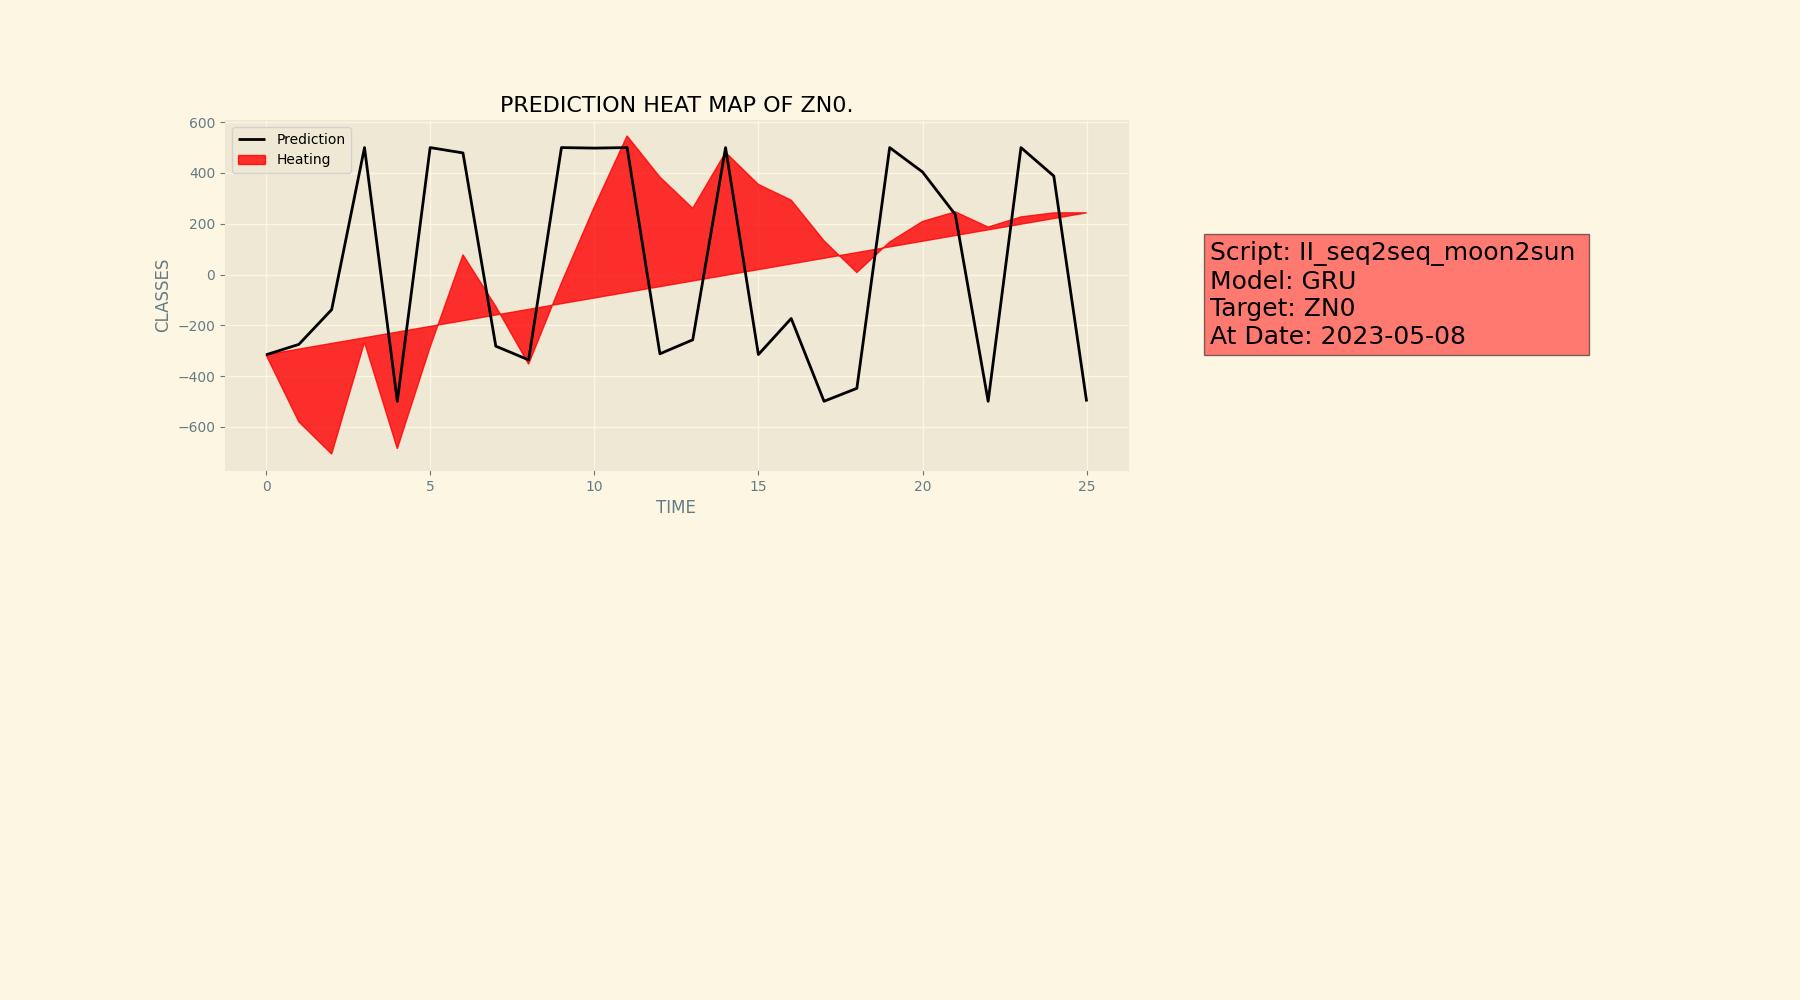 PREDICTION HEAT MAP OF ZN0.
Prediction
Heating
600
400
200
0
−200
−400
−600
CLASSES
0 5 10 15 20 25
TIME
Script: II_seq2seq_moon2sun
Model: GRU
Target: ZN0
At Date: 2023-05-08